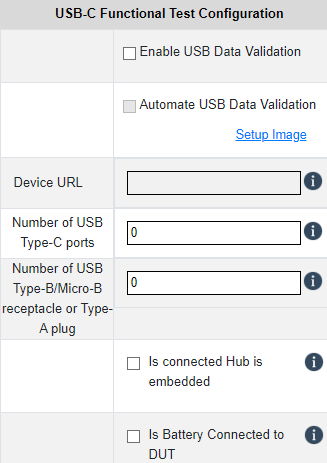 USB-C Functional Test Configuration
Enable USB Data Validation
Automate USB Data Validation
Setup Image
Device URL
Number of USB
Type-C ports
0
Number of USB
Type-B/Micro-B
receptacle or Type-
A plug
0
Is connected Hub is
embedded
Is Battery Connected to
DUT